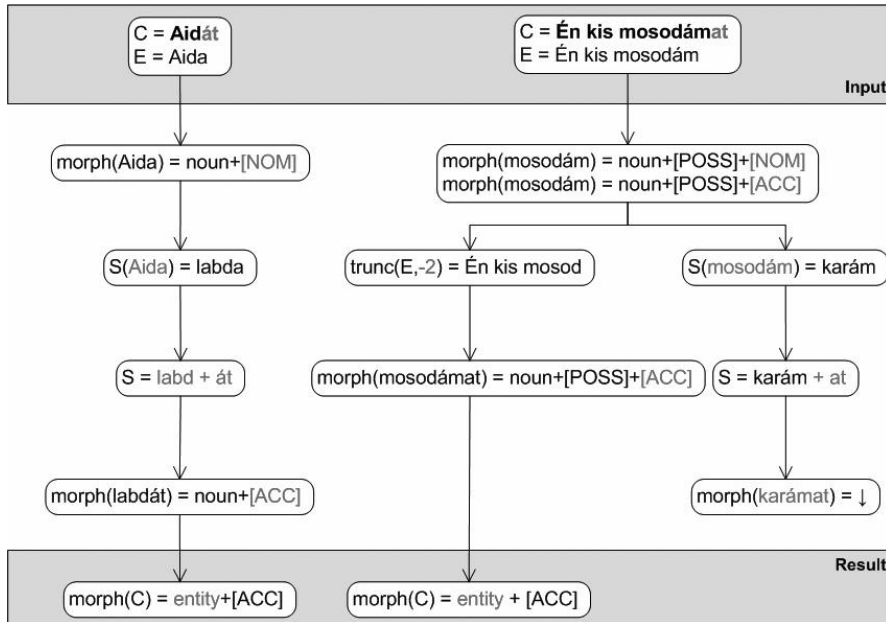 C = Aidát
E = Aida
C = Én kis mosodámat
E = Én kis mosodám
Input
morph(Aida) = noun+[NOM]
morph(mosodám) = noun+[POSS]+[NOM]
morph(mosodám) = noun+[POSS]+[ACC]
S(Aida) = labda
trunc(E,-2) = Én kis mosod
S(mosodám) = karám
S = labd + át
morph(mosodámat) = noun+[POSS]+[ACC]
S = karám + at
morph(labdát) = noun+[ACC]
morph(karámat) = ↓
Result
morph(C) = entity+[ACC]
morph(C) = entity + [ACC]